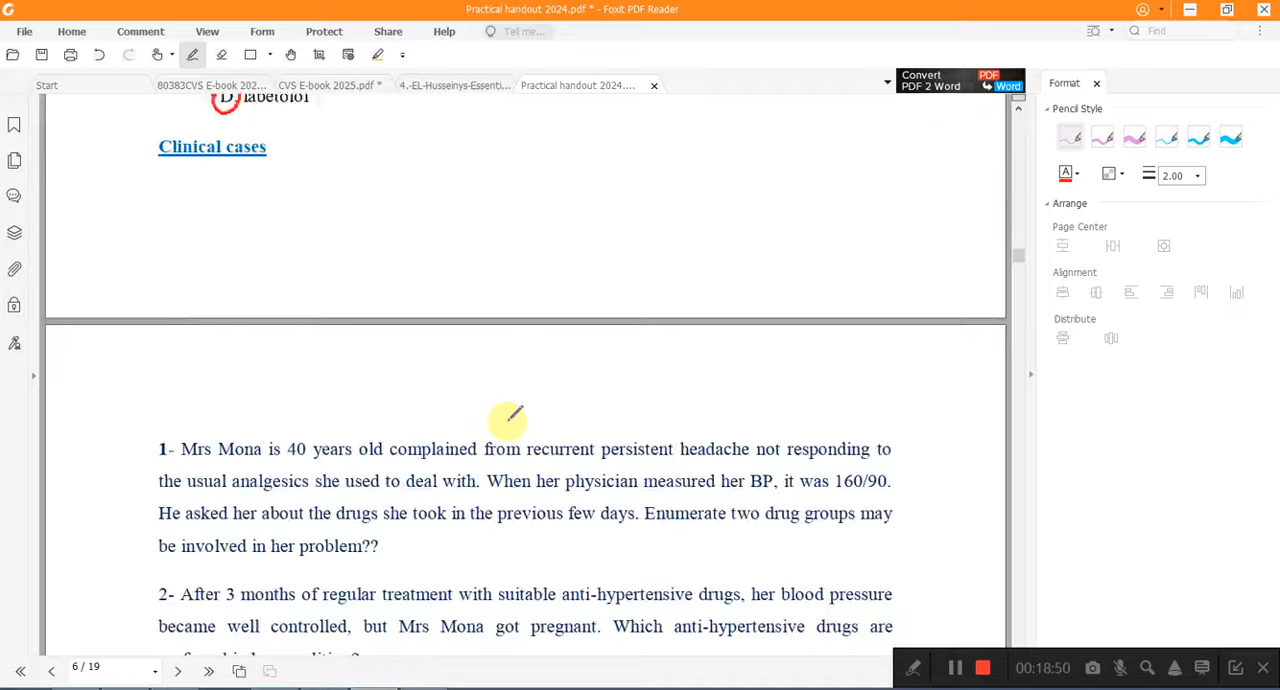 Practical handout 2024.pdf * - Foxit PDF Reader
File Home Comment View Form Protect Share Help Tell me... Find
Start 80383CVS E-book 202... CVS E-book 2025.pdf * 4,-EL-Husseinys-Essenti... Practical handout 2024....
Convert PDF
PDF 2 Word Word
Format
Pencil Style
2.00
Arrange
Page Center
Alignment
Distribute
D. labetolol
Clinical cases
1- Mrs Mona is 40 years old complained from recurrent persistent headache not responding to
the usual analgesics she used to deal with. When her physician measured her BP, it was 160/90.
He asked her about the drugs she took in the previous few days. Enumerate two drug groups may
be involved in her problem??
2- After 3 months of regular treatment with suitable anti-hypertensive drugs, her blood pressure
became well controlled, but Mrs Mona got pregnant. Which anti-hypertensive drugs are
6 / 19
00:18:50